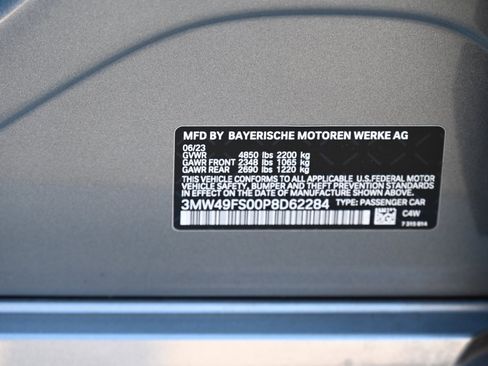 MFD BY BAYERISCHE MOTOREN WERKE AG
06/23
GVWR 4850 lbs 2200 kg
GAWR FRONT 2348 lbs 1065 kg
GAWR REAR 2690 lbs 1220 kg
THIS VEHICLE CONFORMS TO ALL APPLICABLE U.S.FEDERAL MOTOR
VEHICLE SAFETY, BUMPER AND THEFT PREVENTION STANDARDS
IN EFFECT ON THE DATE OF MANUFACTURE SHOWN ABOVE.
3MW49FS00P8D62284 TYPE: PASSENGER CAR
C4W
7 315 814